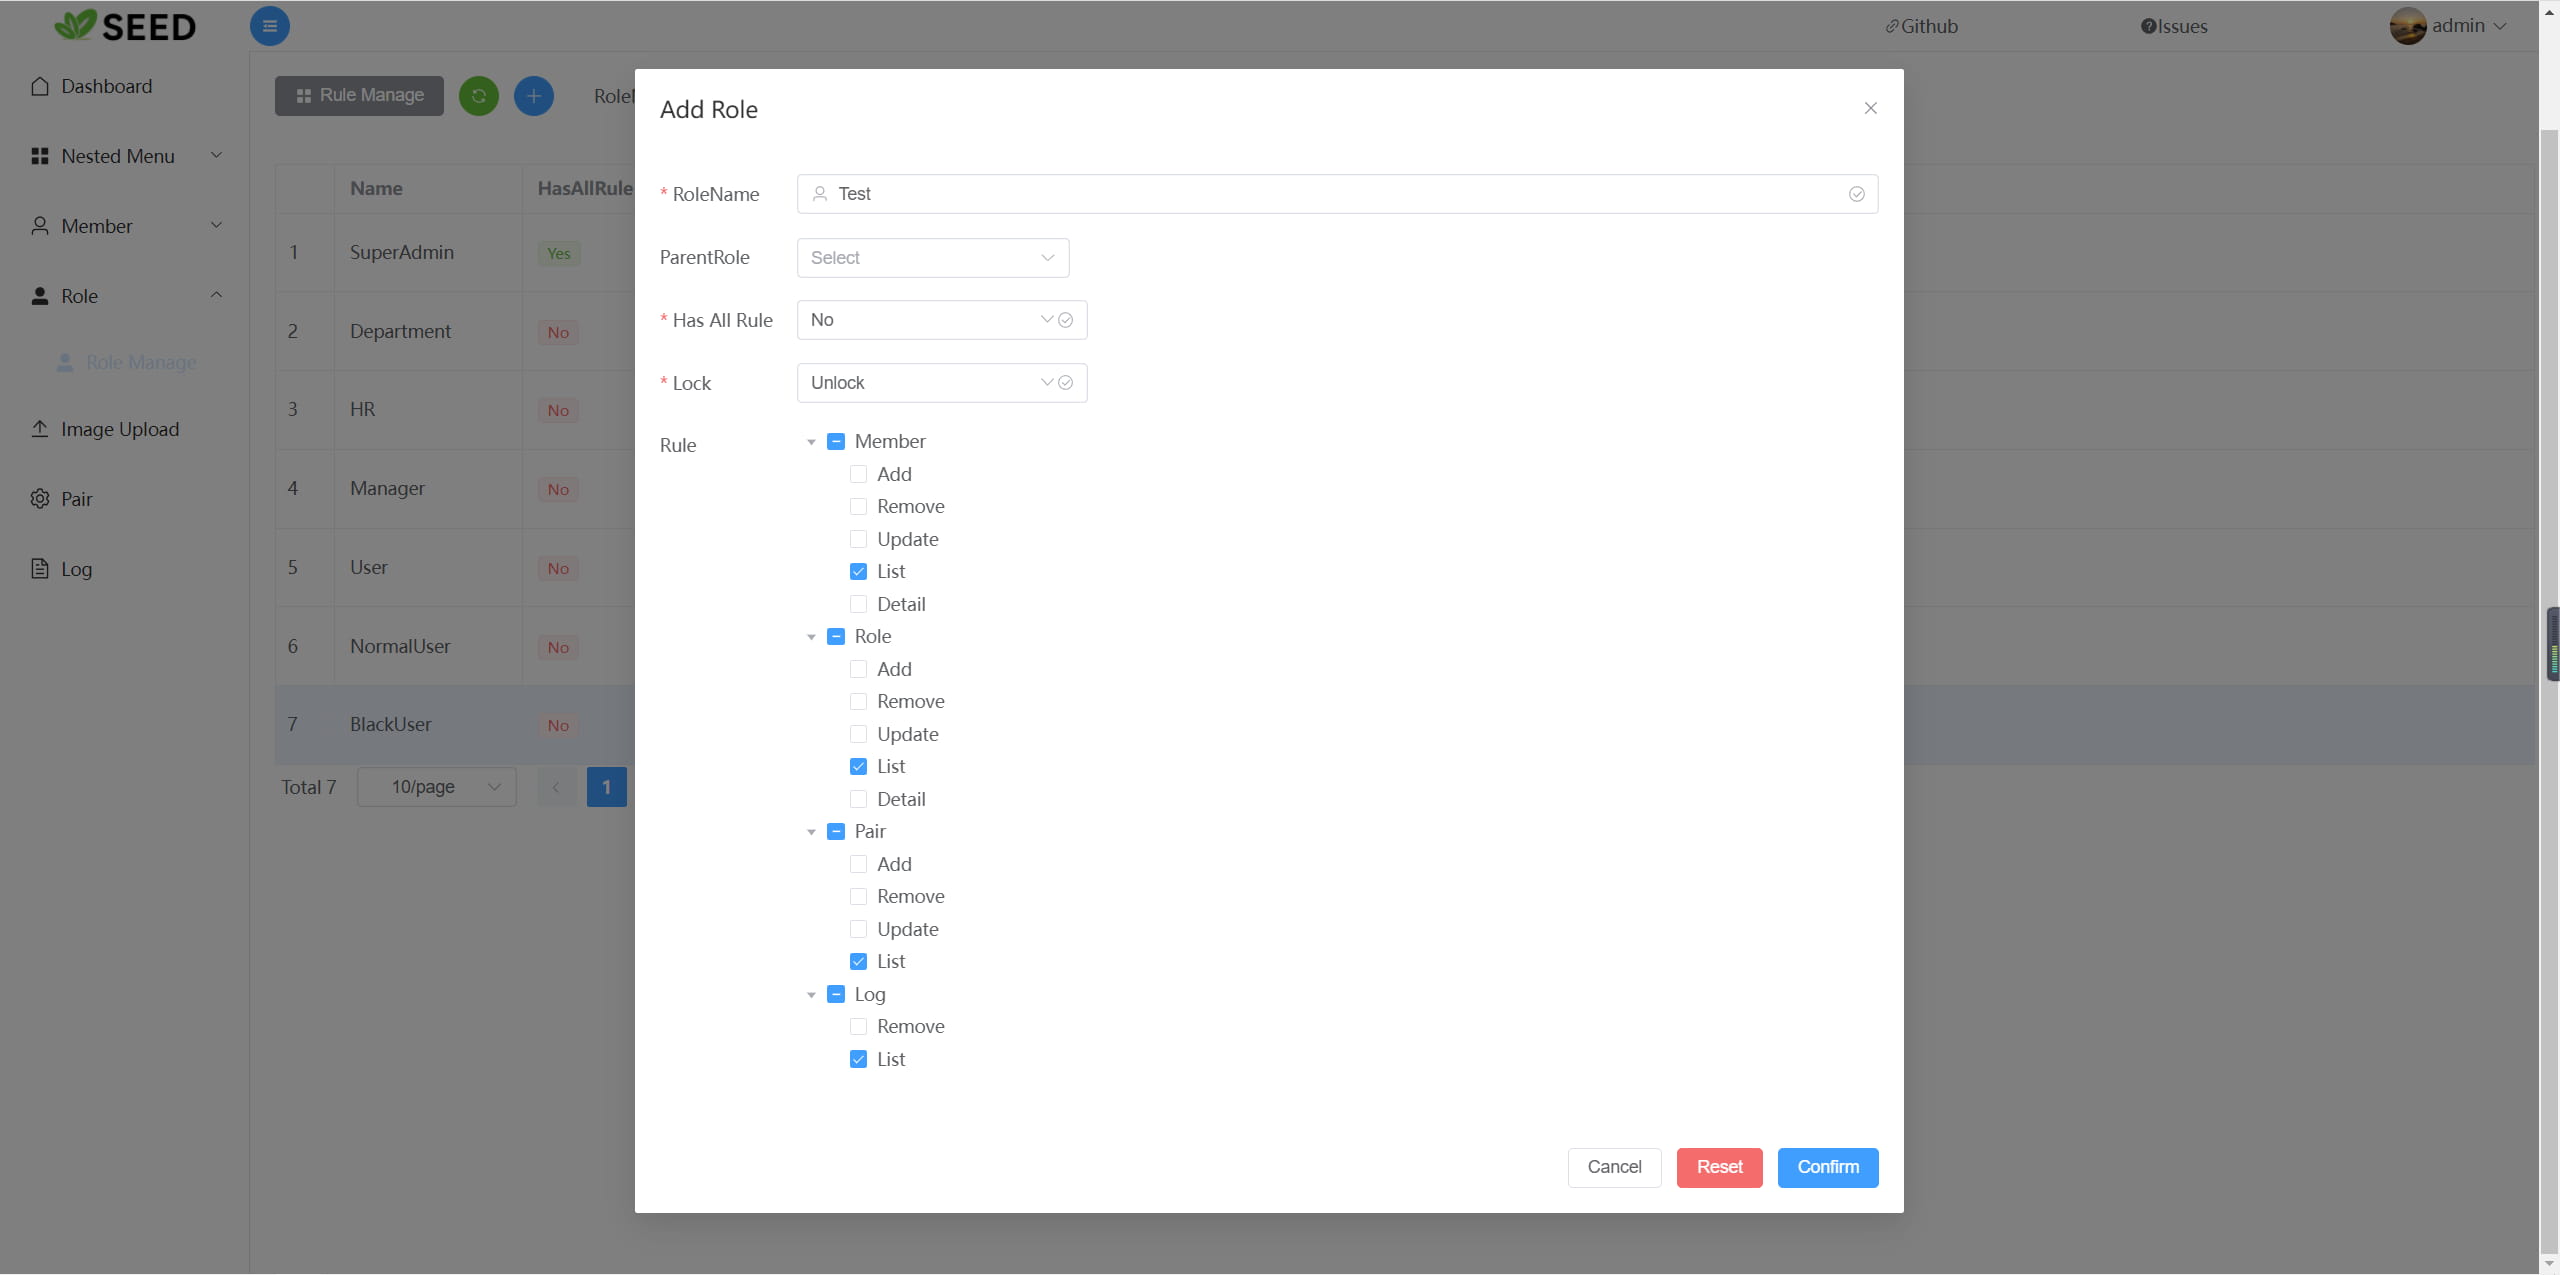 SEED
Github
Issues
admin
Dashboard
Nested Menu
Member
Role
Role Manage
Image Upload
Pair
Log
Rule Manage
Name HasAllRule
1 SuperAdmin Yes
2 Department No
3 HR No
4 Manager No
5 User No
6 NormalUser No
7 BlackUser No
Total 7 10/page 1
Add Role
* RoleName Test
ParentRole Select
* Has All Rule No
* Lock Unlock
Rule
Member
Add
Remove
Update
List
Detail
Role
Add
Remove
Update
List
Detail
Pair
Add
Remove
Update
List
Log
Remove
List
Cancel Reset Confirm